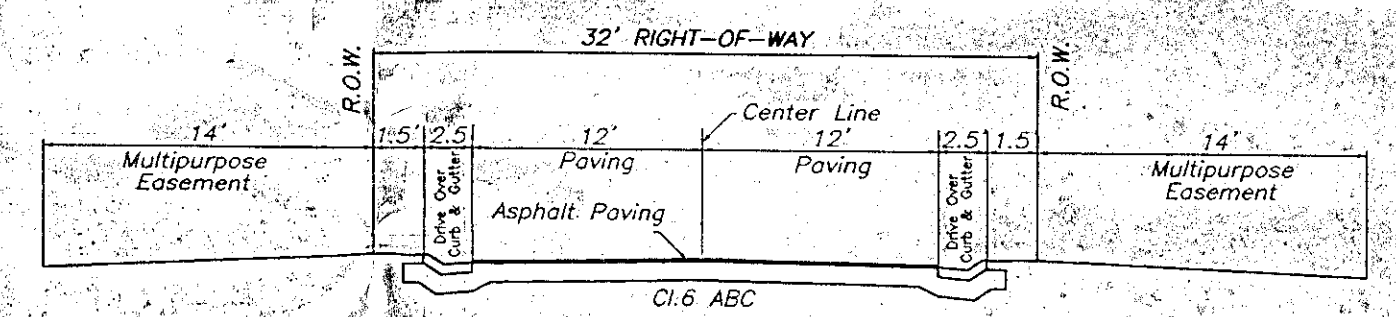 32' RIGHT-OF-WAY
R.O.W.
R.O.W.
Center Line
14'
1.5'
2.5
12'
12'
2.5
1.5'
14'
Multipurpose
Easement
Drive Over
Curb & Gutter
Paving
Paving
Drive Over
Curb & Gutter
Multipurpose
Easement
Asphalt Paving
Cl.6 ABC